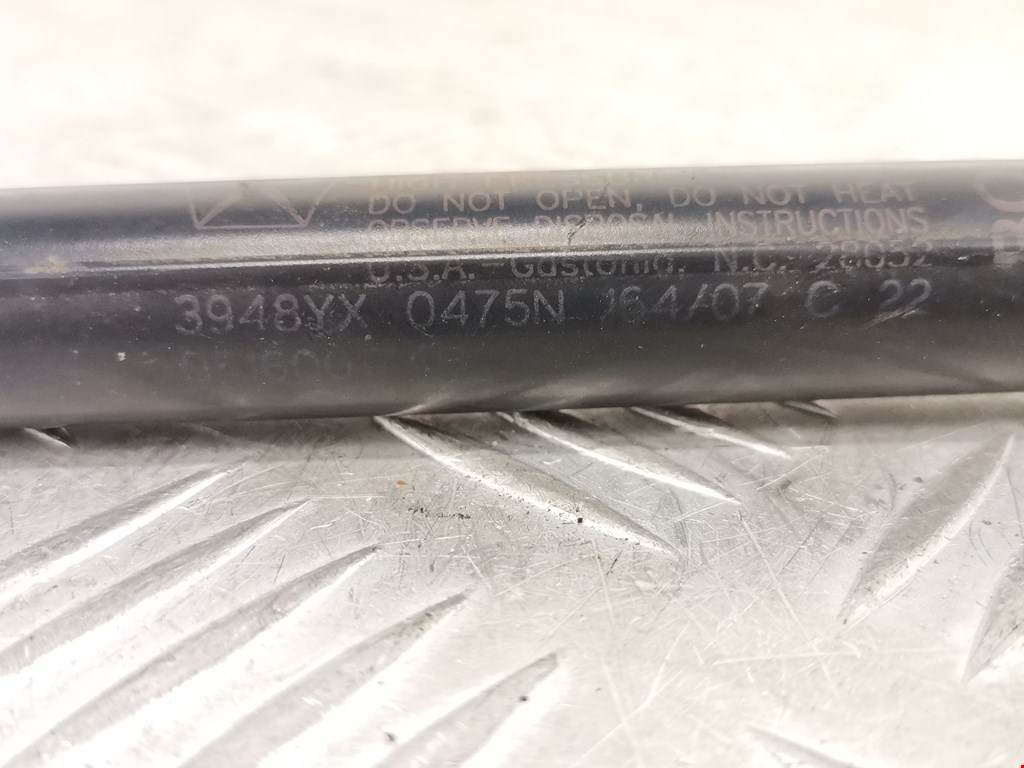 DO NOT OPEN, DO NOT HEAT
OBSERVE DISPOSAL INSTRUCTIONS
U.S.A. Gastonia, N.C. 28052
3948YX 0475N 164/07 C 22